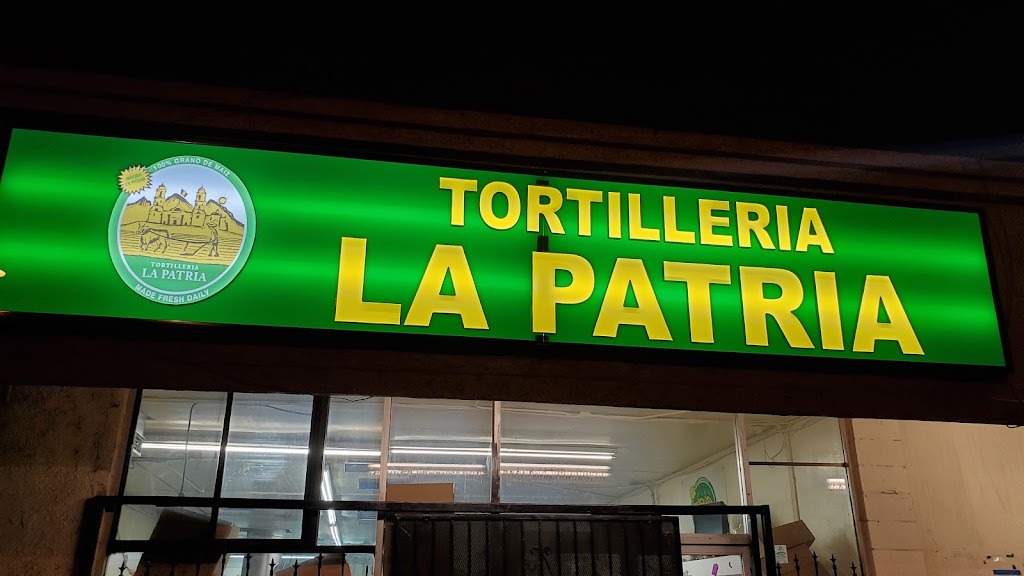 100% GRANO DE MAIZ
TORTILLERIA
LA PATRIA
MADE FRESH DAILY
TORTILLERIA
LA PATRIA